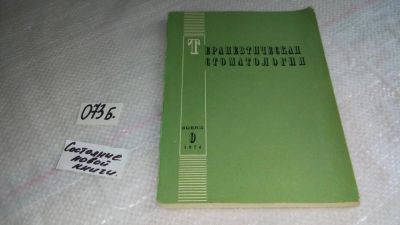 ТЕРАПЕВТИЧЕСКАЯ
СТОМАТОЛОГИЯ
ВЫПУСК
9
1974
073Б.
Состояние
новой
книги.